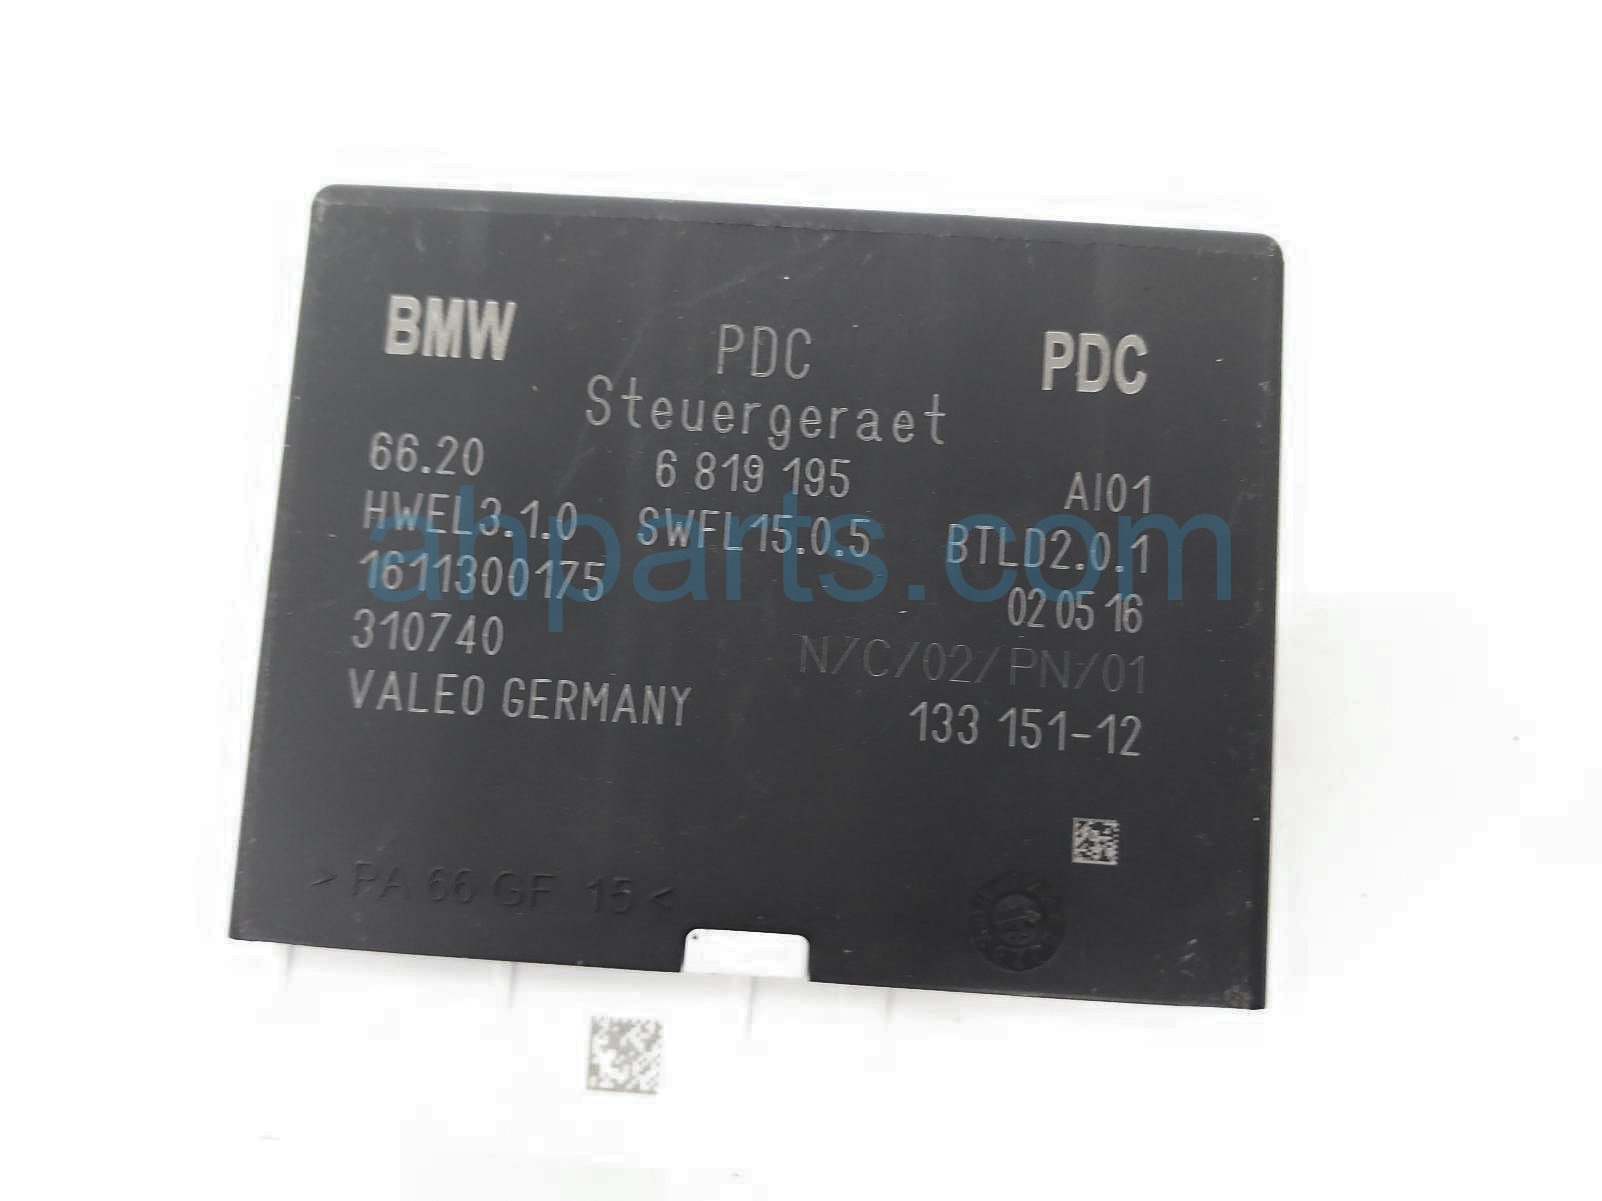 BMW PDC PDC
Steuergeraet
66.20 6 819 195 AI01
HWEL3.1.0 SWFL15.0.5 BTLD2.0.1
1611300175 02 05 16
310740 N/C/02/PN/01
VALEO GERMANY 133 151-12
> PA 66 GF 15 <
ahparts.com